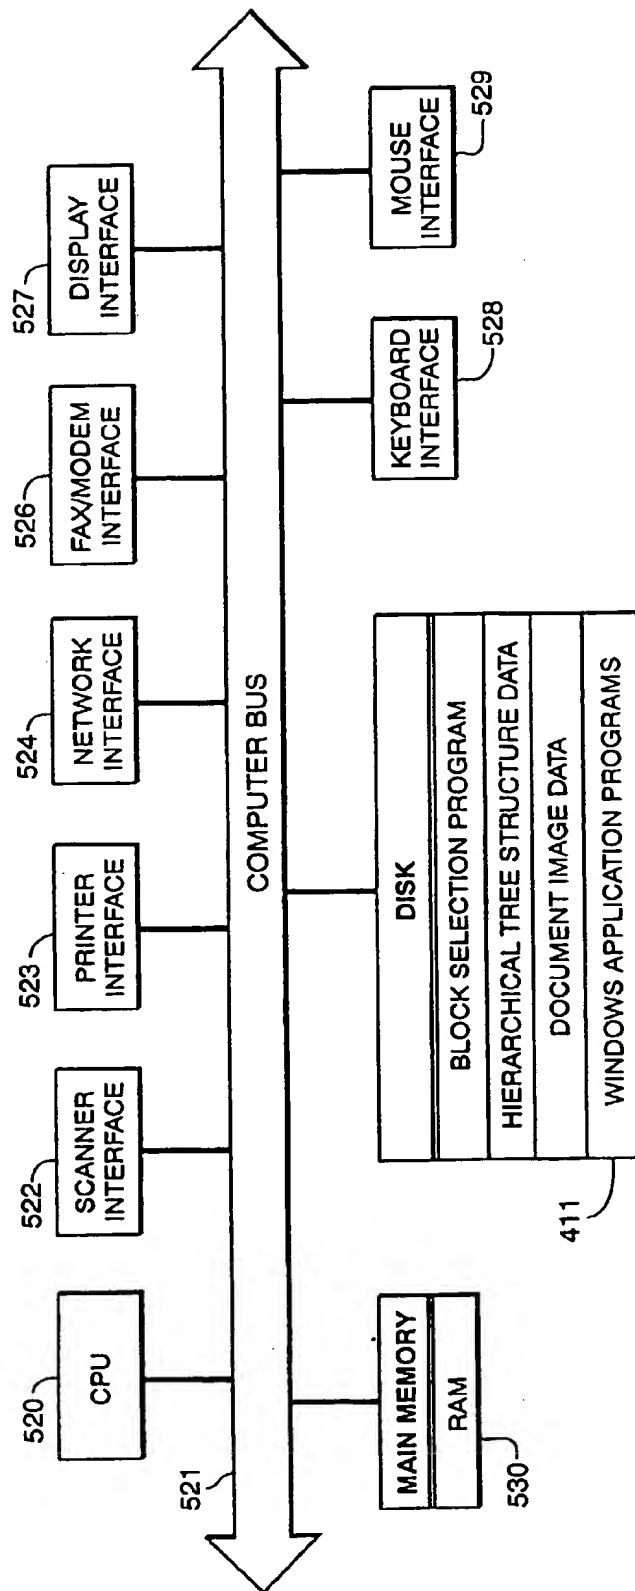 520
CPU
522
SCANNER
INTERFACE
523
PRINTER
INTERFACE
524
NETWORK
INTERFACE
526
FAX/MODEM
INTERFACE
527
DISPLAY
INTERFACE
521
COMPUTER BUS
MAIN MEMORY
RAM
530
DISK
BLOCK SELECTION PROGRAM
HIERARCHICAL TREE STRUCTURE DATA
DOCUMENT IMAGE DATA
WINDOWS APPLICATION PROGRAMS
411
KEYBOARD
INTERFACE
528
MOUSE
INTERFACE
529